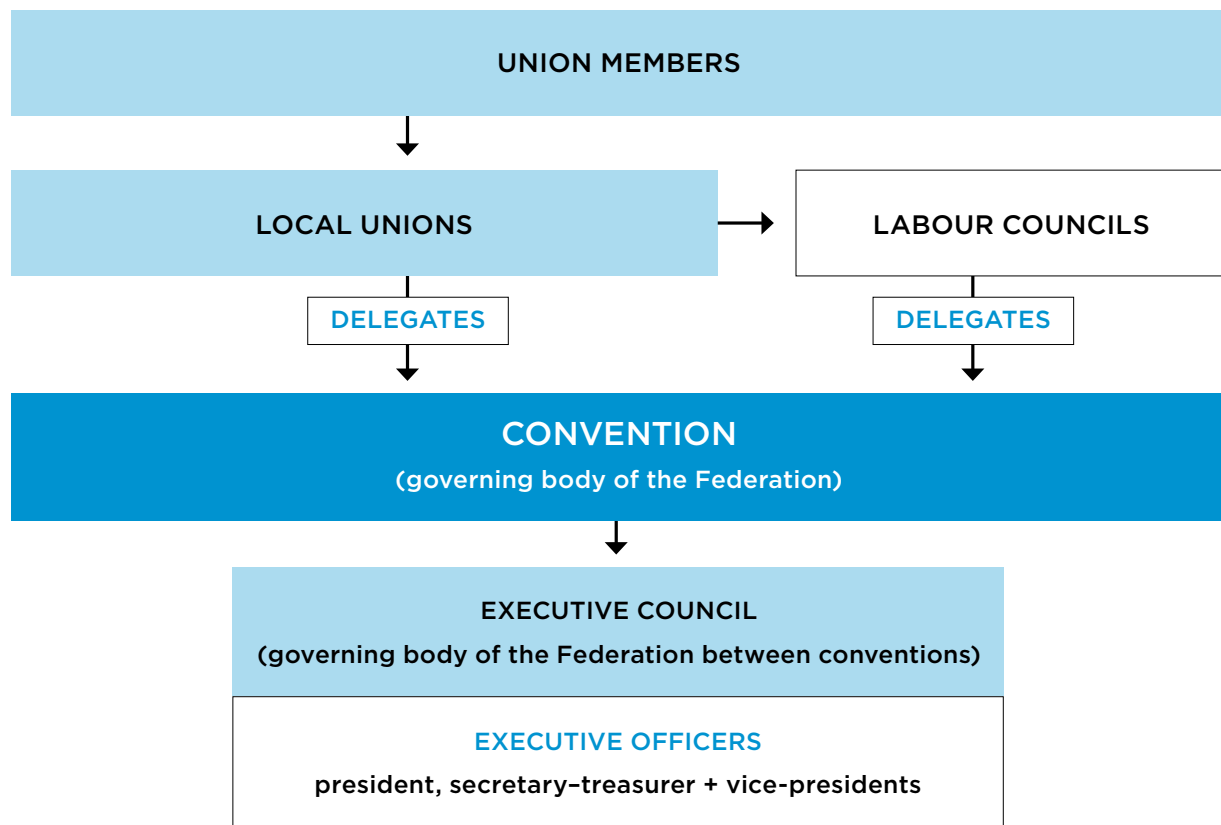 UNION MEMBERS
LOCAL UNIONS
LABOUR COUNCILS
DELEGATES
DELEGATES
CONVENTION
(governing body of the Federation)
EXECUTIVE COUNCIL
(governing body of the Federation between conventions)
EXECUTIVE OFFICERS
president, secretary–treasurer + vice-presidents